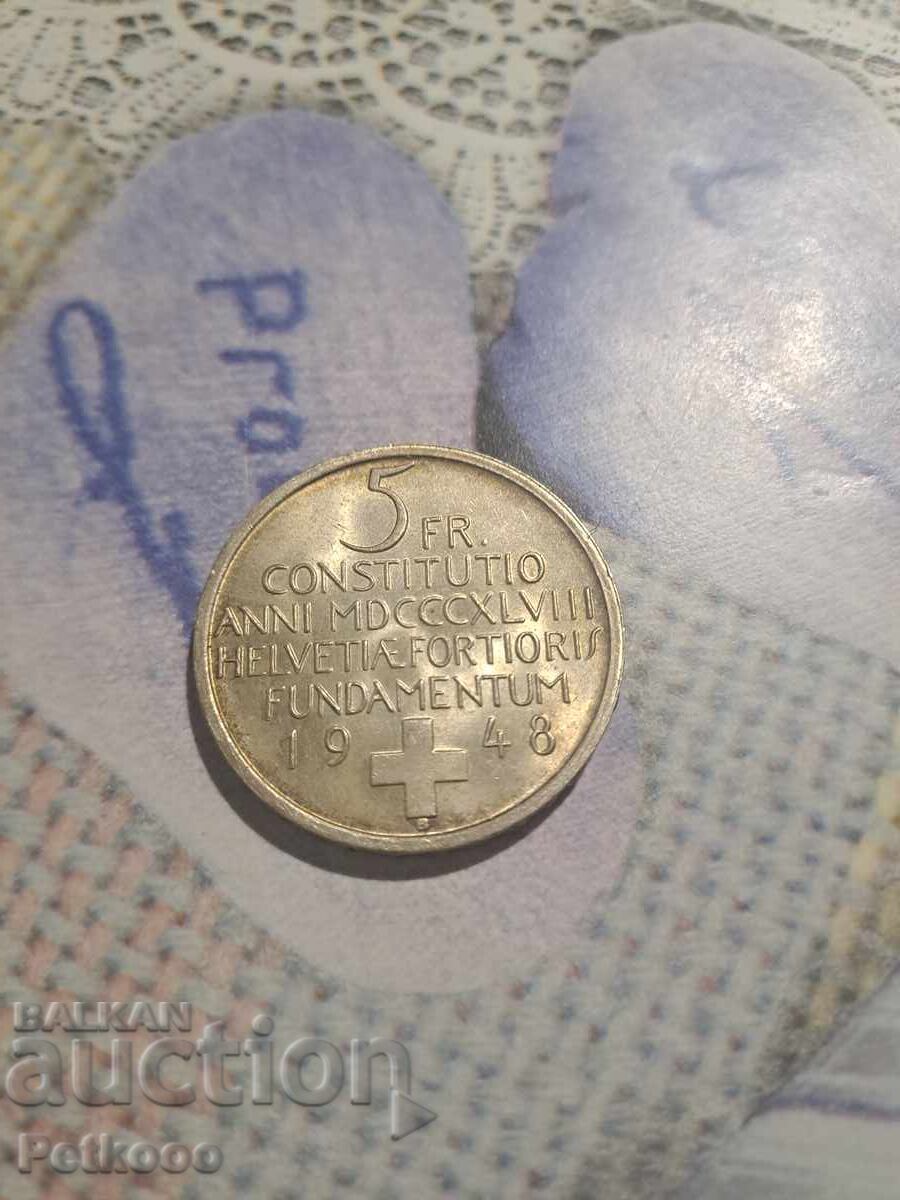 5 FR.
CONSTITUTIO
ANNI MDCCCXLVIII
HELVETIÆ FORTIORIS
FUNDAMENTUM
1948
B
BALKAN
auction
Petkooo